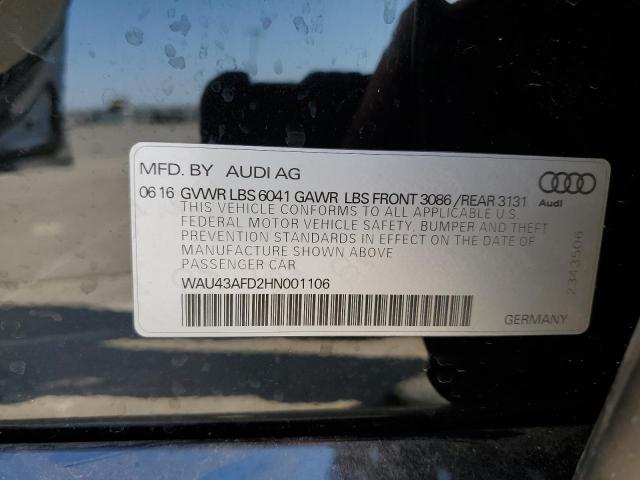 MFD. BY AUDI AG
06 16 GVWR LBS 6041 GAWR LBS FRONT 3086 /REAR 3131
Audi
THIS VEHICLE CONFORMS TO ALL APPLICABLE U.S
FEDERAL MOTOR VEHICLE SAFETY, BUMPER AND THEFT
PREVENTION STANDARDS IN EFFECT ON THE DATE OF
MANUFACTURE SHOWN ABOVE
PASSENGER CAR
WAU43AFD2HN001106
2343506
GERMANY